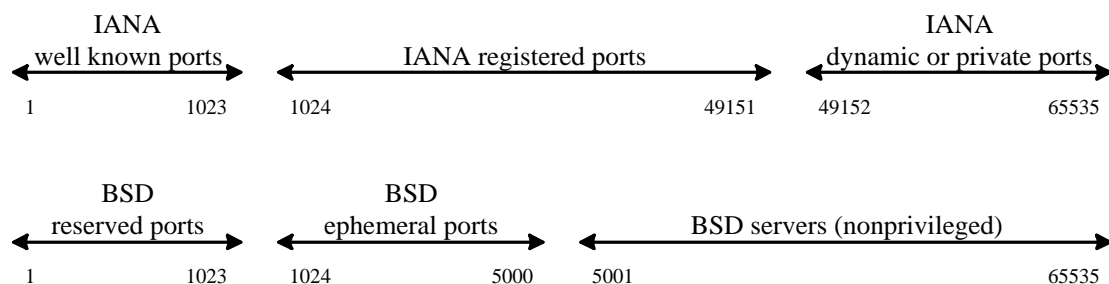 IANA IANA
well known ports IANA registered ports dynamic or private ports
1 1023 1024 49151 49152 65535
BSD BSD
reserved ports ephemeral ports BSD servers (nonprivileged)
1 1023 1024 5000 5001 65535